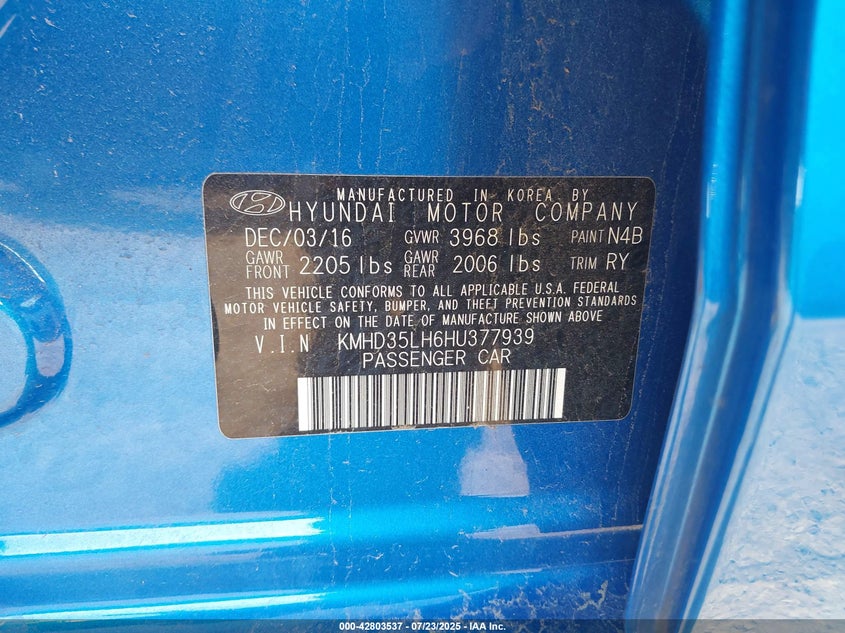 MANUFACTURED IN KOREA BY
HYUNDAI MOTOR COMPANY
DEC/03/16 GVWR 3968 lbs PAINT N4B
GAWR FRONT 2205 lbs GAWR REAR 2006 lbs TRIM RY
THIS VEHICLE CONFORMS TO ALL APPLICABLE U.S.A. FEDERAL
MOTOR VEHICLE SAFETY, BUMPER, AND THEFT PREVENTION STANDARDS
IN EFFECT ON THE DATE OF MANUFACTURE SHOWN ABOVE
V.I.N KMHD35LH6HU377939
PASSENGER CAR
000-42803537 - 07/23/2025 - IAA Inc.